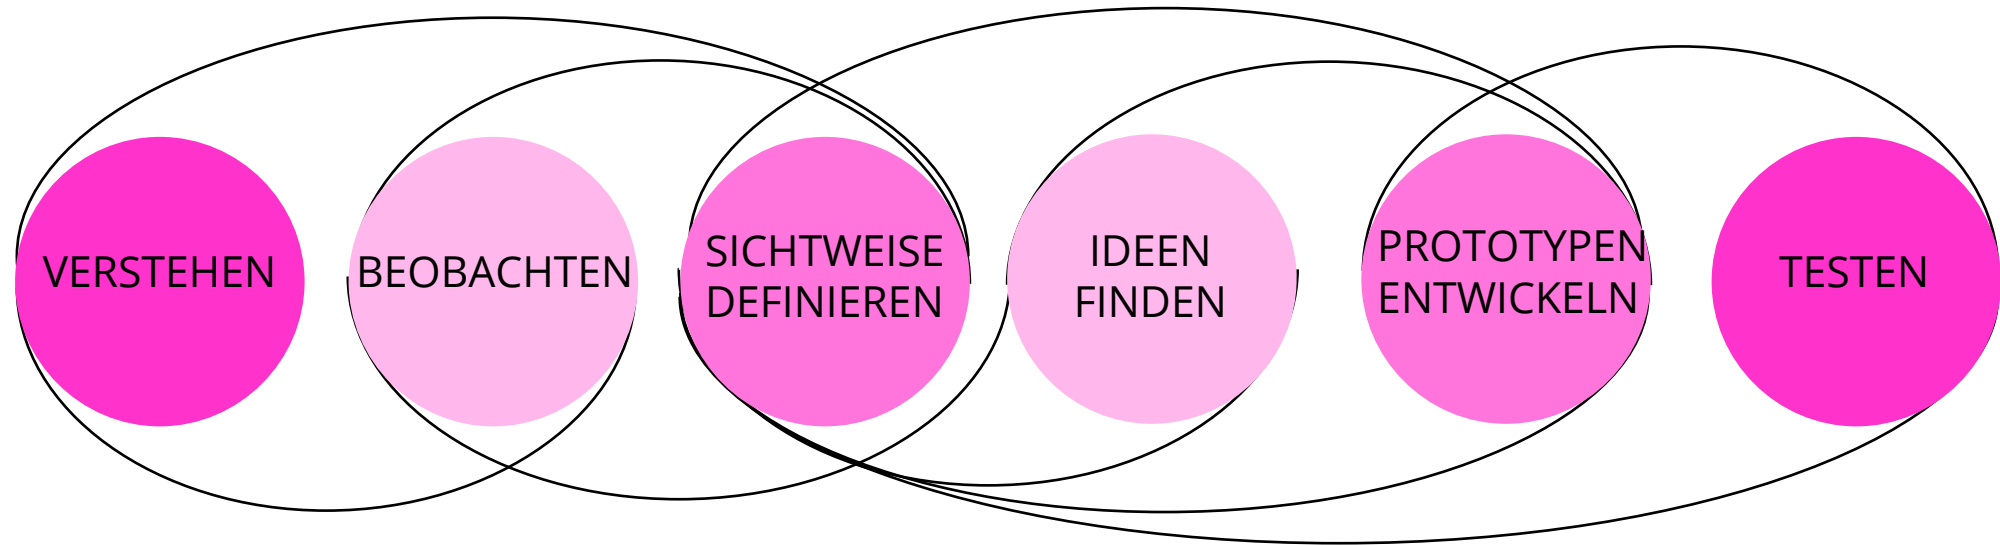 VERSTEHEN
BEOBACHTEN
SICHTWEISE
DEFINIEREN
IDEEN
FINDEN
PROTOTYPEN
ENTWICKELN
TESTEN